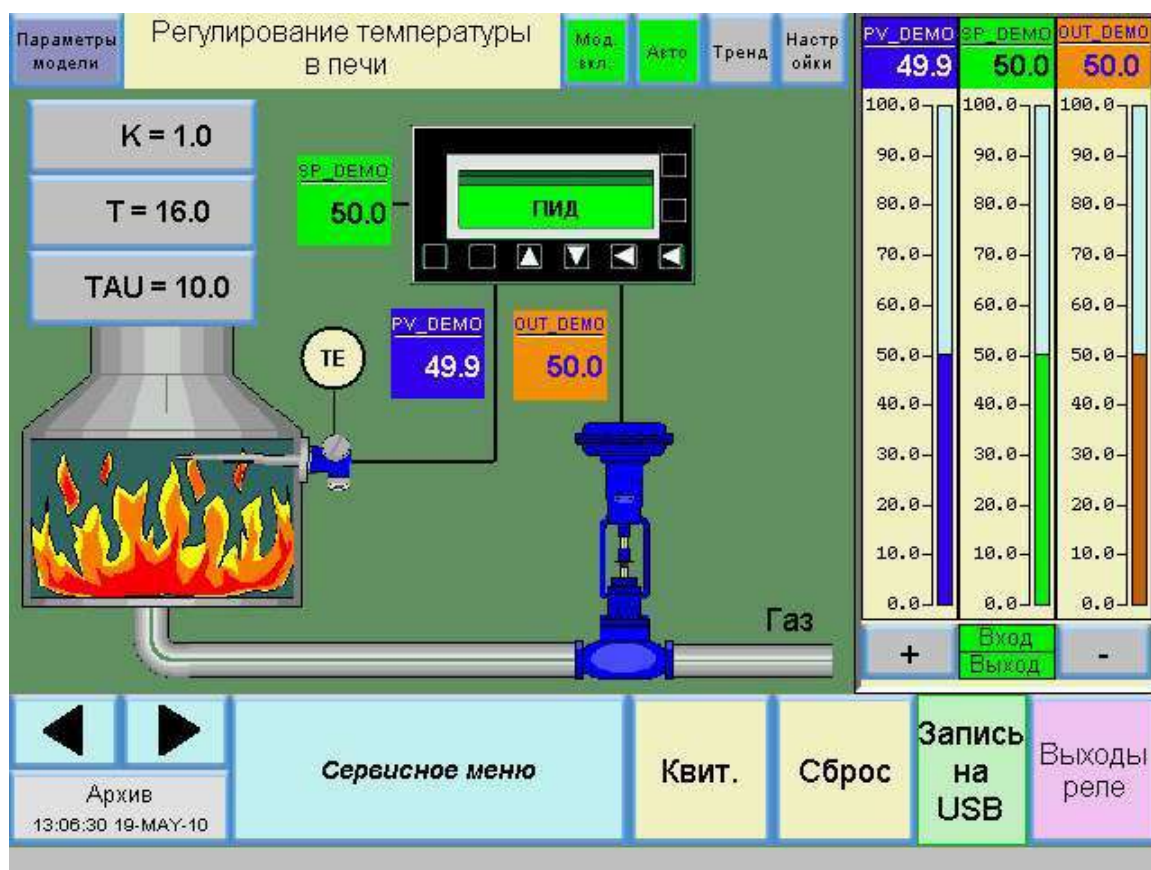 Параметры
модели
Регулирование температуры
в печи
Мод.
вкл.
Авто
Тренд
Настр
ойки
PV_DEMO
49.9
SP_DEMO
50.0
OUT_DEMO
50.0
K = 1.0
T = 16.0
TAU = 10.0
SP_DEMO
50.0
ПИД
PV_DEMO
49.9
OUT_DEMO
50.0
TE
Газ
100.0 100.0 100.0
90.0 90.0 90.0
80.0 80.0 80.0
70.0 70.0 70.0
60.0 60.0 60.0
50.0 50.0 50.0
40.0 40.0 40.0
30.0 30.0 30.0
20.0 20.0 20.0
10.0 10.0 10.0
0.0 0.0 0.0
+
Вход
Выход
-
Архив
13:06:30 19-MAY-10
Сервисное меню
Квит.
Сброс
Запись
на
USB
Выходы
реле